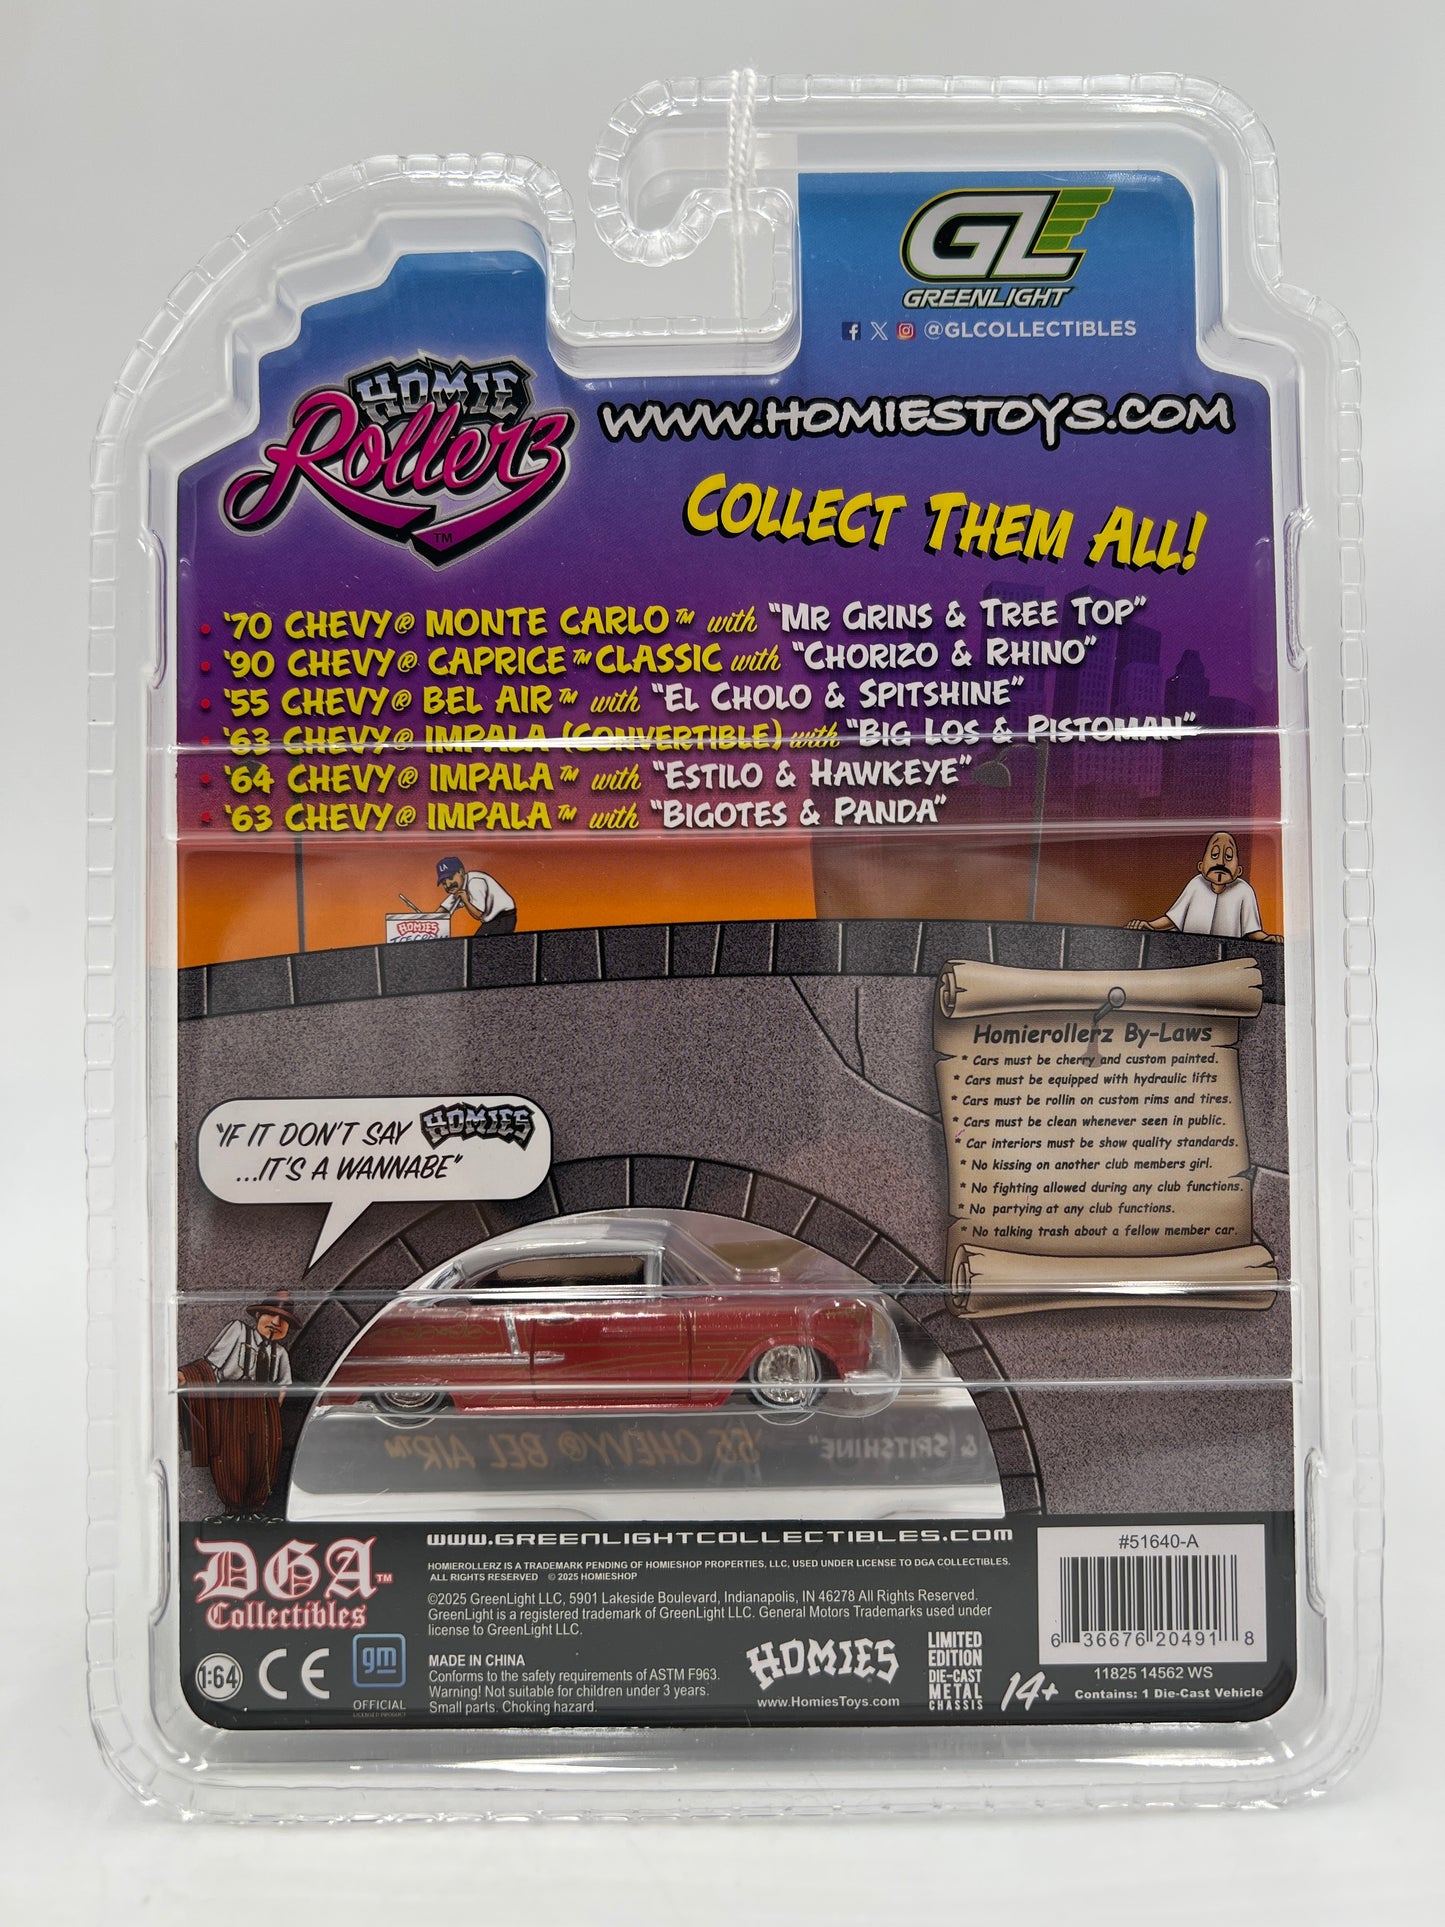 GL
GREENLIGHT
@GLCOLLECTIBLES
HOMIE
Rollerz
TM
WWW.HOMIESTOYS.COM
COLLECT THEM ALL!
• '70 CHEVY® MONTE CARLO™ with "MR GRINS & TREE TOP"
• '90 CHEVY® CAPRICE™ CLASSIC with "CHORIZO & RHINO"
• '55 CHEVY® BEL AIR™ with "EL CHOLO & SPITSHINE"
• '63 CHEVY® IMPALA (CONVERTIBLE) with "BIG LOS & PISTOMAN"
• '64 CHEVY® IMPALA™ with "ESTILO & HAWKEYE"
• '63 CHEVY® IMPALA™ with "BIGOTES & PANDA"
LA
HOMIES
Homierollerz By-Laws
* Cars must be cherry and custom painted.
* Cars must be equipped with hydraulic lifts
* Cars must be rollin on custom rims and tires.
* Cars must be clean whenever seen in public.
* Car interiors must be show quality standards.
* No kissing on another club members girl.
* No fighting allowed during any club functions.
* No partying at any club functions.
* No talking trash about a fellow member car.
"IF IT DON'T SAY HOMIES
...IT'S A WANNABE"
'55 CHEVY® BEL AIR™
& SPITSHINE"
DGA™
Collectibles
1:64
CE
gm
OFFICIAL
LICENSED PRODUCT
WWW.GREENLIGHTCOLLECTIBLES.COM
HOMIEROLLERZ IS A TRADEMARK PENDING OF HOMIESHOP PROPERTIES, LLC, USED UNDER LICENSE TO DGA COLLECTIBLES.
ALL RIGHTS RESERVED © 2025 HOMIESHOP
©2025 GreenLight LLC, 5901 Lakeside Boulevard, Indianapolis, IN 46278 All Rights Reserved.
GreenLight is a registered trademark of GreenLight LLC. General Motors Trademarks used under
license to GreenLight LLC.
MADE IN CHINA
Conforms to the safety requirements of ASTM F963.
Warning! Not suitable for children under 3 years.
Small parts. Choking hazard.
HOMIES
www.HomiesToys.com
LIMITED
EDITION
DIE-CAST
METAL
CHASSIS
14+
#51640-A
6 36676 20491 8
11825 14562 WS
Contains: 1 Die-Cast Vehicle